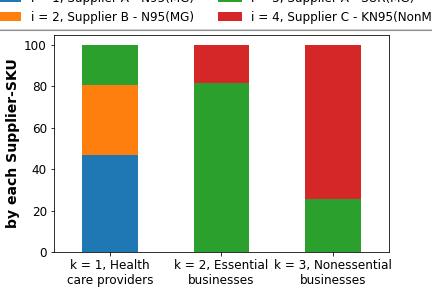 i = 2, Supplier B - N95(MG)
i = 4, Supplier C - KN95(NonM
by each Supplier-SKU
100
80
60
40
20
0
k = 1, Health
care providers
k = 2, Essential
businesses
k = 3, Nonessential
businesses